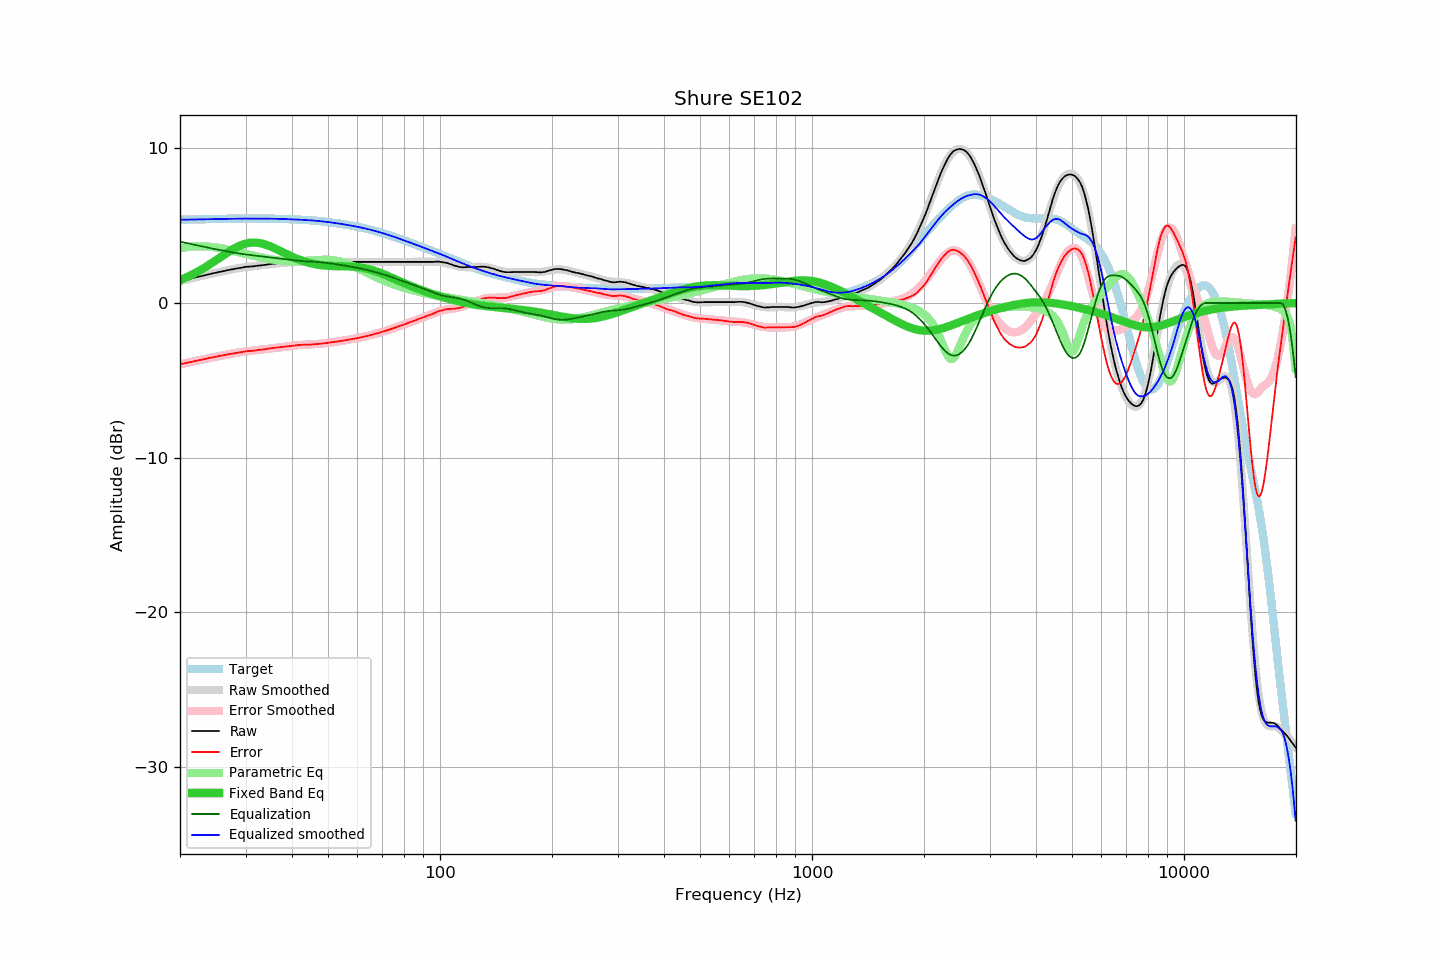 Shure SE102
10
0
−10
−20
−30
Amplitude (dBr)
Target
Raw Smoothed
Error Smoothed
Raw
Error
Parametric Eq
Fixed Band Eq
Equalization
Equalized smoothed
100
1000
10000
Frequency (Hz)